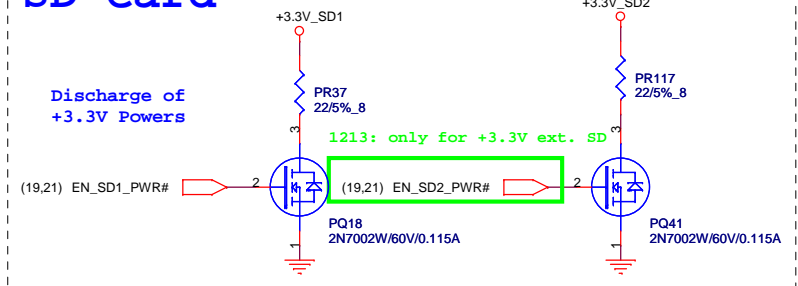 SD Card
+3.3V_SD1
+3.3V_SD2
PR37
22/5%_8
PR117
22/5%_8
Discharge of
+3.3V Powers
3
1213: only for +3.3V ext. SD
3
(19,21) EN_SD1_PWR#
2
(19,21) EN_SD2_PWR#
2
PQ18
2N7002W/60V/0.115A
PQ41
2N7002W/60V/0.115A
1
1